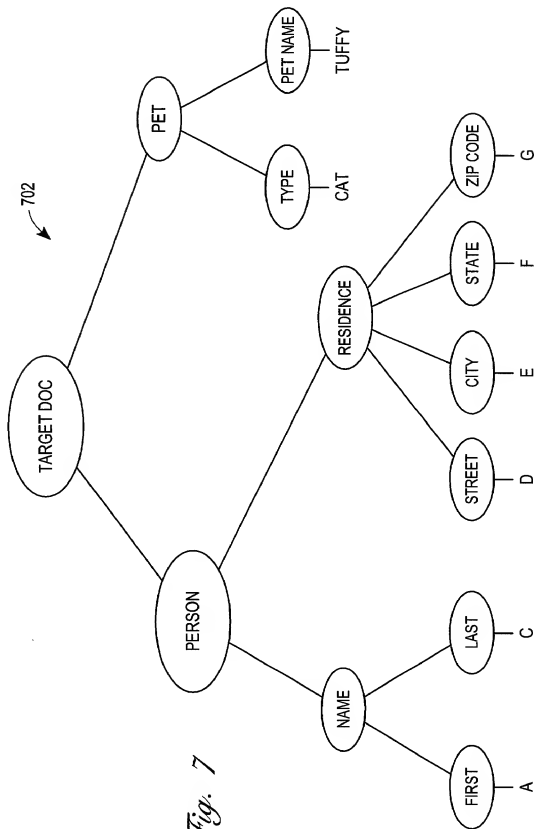 702
TARGET DOC
PERSON
PET
NAME
RESIDENCE
TYPE
PET NAME
CAT
TUFFY
FIRST
LAST
STREET
CITY
STATE
ZIP CODE
A
C
D
E
F
G
Fig. 7